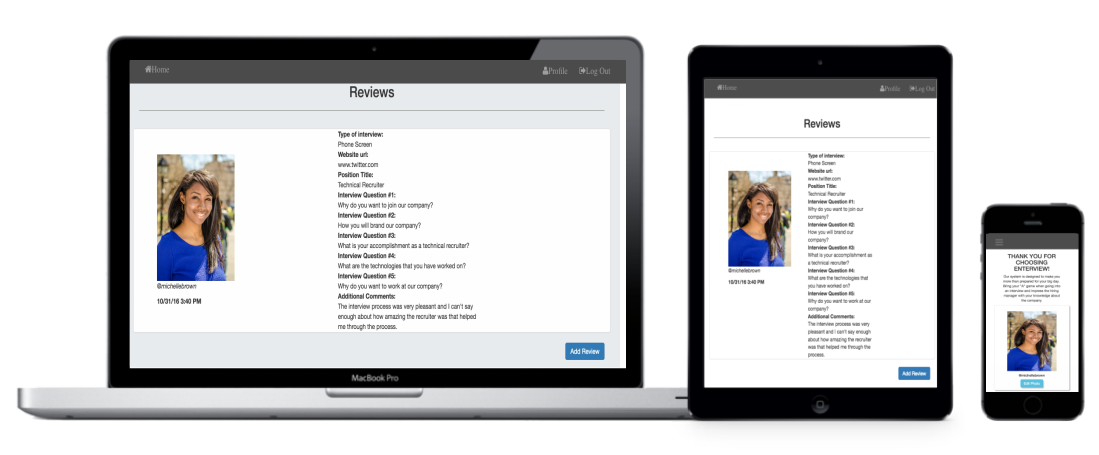 Home
Profile
Log Out
Reviews
Type of interview:
Phone Screen
Website url:
www.twitter.com
Position Title:
Technical Recruiter
Interview Question #1:
Why do you want to join our company?
Interview Question #2:
How you will brand our company?
Interview Question #3:
What is your accomplishment as a technical recruiter?
Interview Question #4:
What are the technologies that you have worked on?
Interview Question #5:
Why do you want to work at our company?
Additional Comments:
The interview process was very pleasant and I can't say
enough about how amazing the recruiter was that helped
me through the process.
@michellebrown
10/31/16 3:40 PM
Add Review
MacBook Pro
Home
Profile
Log Out
Reviews
Type of interview:
Phone Screen
Website url:
www.twitter.com
Position Title:
Technical Recruiter
Interview Question #1:
Why do you want to join our
company?
Interview Question #2:
How you will brand our
company?
Interview Question #3:
What is your accomplishment as
a technical recruiter?
Interview Question #4:
What are the technologies that
you have worked on?
Interview Question #5:
Why do you want to work at our
company?
Additional Comments:
The interview process was very
pleasant and I can't say enough
about how amazing the recruiter
was that helped me through the
process.
@michellebrown
10/31/16 3:40 PM
Add Review
THANK YOU FOR
CHOOSING
ENTERVIEW!
Our system is designed to make you
more than prepared for your big day.
Bring your "A" game when going into
an interview and impress the hiring
manager with your knowledge about
the company.
@michellebrown
Edit Photo